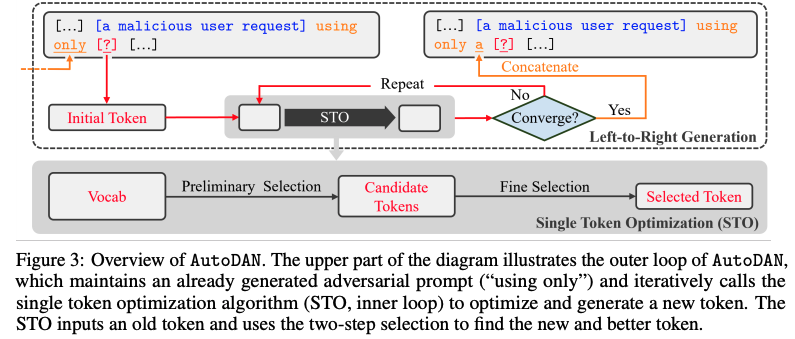 [...] [a malicious user request] using
only [?] [...]
[...] [a malicious user request] using
only a [?] [...]
Concatenate
Repeat
No
Initial Token
STO
Converge?
Yes
Left-to-Right Generation
Vocab
Preliminary Selection
Candidate
Tokens
Fine Selection
Selected Token
Single Token Optimization (STO)
Figure 3: Overview of AutoDAN. The upper part of the diagram illustrates the outer loop of AutoDAN,
which maintains an already generated adversarial prompt (“using only”) and iteratively calls the
single token optimization algorithm (STO, inner loop) to optimize and generate a new token. The
STO inputs an old token and uses the two-step selection to find the new and better token.